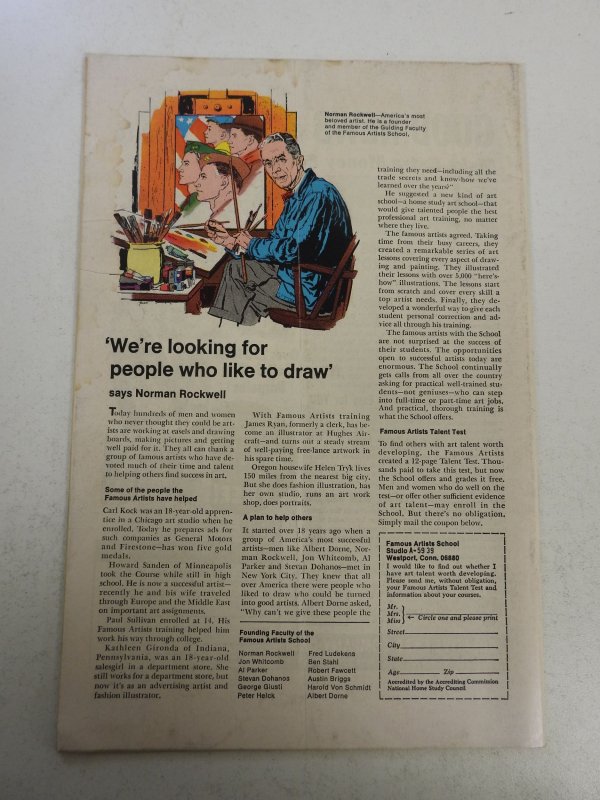 Norman Rockwell—America's most
beloved artist. He is a founder
and member of the Guiding Faculty
of the Famous Artists School.
'We're looking for
people who like to draw'
says Norman Rockwell
Today hundreds of men and women
who never thought they could be art-
ists are working at easels and drawing
boards, making pictures and getting
well paid for it. They all can thank a
group of famous artists who have de-
voted much of their time and talent
to helping others find success in art.
Some of the people the
Famous Artists have helped
Carl Kock was an 18-year-old appren-
tice in a Chicago art studio when he
enrolled. Today he prepares ads for
such companies as General Motors
and Firestone—has won five gold
medals.
Howard Sanden of Minneapolis
took the Course while still in high
school. He is now a successful artist—
recently he and his wife traveled
through Europe and the Middle East
on important art assignments.
Paul Sullivan enrolled at 14. His
Famous Artists training helped him
work his way through college.
Kathleen Gironda of Indiana,
Pennsylvania, was an 18-year-old
salesgirl in a department store. She
still works for a department store, but
now it's as an advertising artist and
fashion illustrator.
With Famous Artists training
James Ryan, formerly a clerk, has be-
come an illustrator at Hughes Air-
craft—and turns out a steady stream
of well-paying free-lance artwork in
his spare time.
Oregon housewife Helen Tryk lives
150 miles from the nearest big city.
But she does fashion illustration, has
her own studio, runs an art work
shop, does portraits.
A plan to help others
It started over 18 years ago when a
group of America's most successful
artists—men like Albert Dorne, Nor-
man Rockwell, Jon Whitcomb, Al
Parker and Stevan Dohanos—met in
New York City. They knew that all
over America there were people who
liked to draw who could be turned
into good artists. Albert Dorne asked,
"Why can't we give these people the
Founding Faculty of the
Famous Artists School
Norman Rockwell
Jon Whitcomb
Al Parker
Stevan Dohanos
George Giusti
Peter Helck
Fred Ludekens
Ben Stahl
Robert Fawcett
Austin Briggs
Harold Von Schmidt
Albert Dorne
training they need—including all the
trade secrets and know-how we've
learned over the years?"
He suggested a new kind of art
school—a home study art school—that
would give talented people the best
professional art training, no matter
where they live.
The famous artists agreed. Taking
time from their busy careers, they
created a remarkable series of art
lessons covering every aspect of draw-
ing and painting. They illustrated
their lessons with over 5,000 "here's-
how" illustrations. The lessons start
from scratch and cover every skill a
top artist needs. Finally, they de-
veloped a wonderful way to give each
student personal correction and ad-
vice all through his training.
The famous artists with the School
are not surprised at the success of
their students. The opportunities
open to successful artists today are
enormous. The School continually
gets calls from all over the country
asking for practical well-trained stu-
dents—not geniuses—who can step
into full-time or part-time art jobs.
And practical, thorough training is
what the School offers.
Famous Artists Talent Test
To find others with art talent worth
developing, the Famous Artists
created a 12-page Talent Test. Thou-
sands paid to take this test, but now
the School offers and grades it free.
Men and women who do well on the
test—or offer other sufficient evidence
of art talent—may enroll in the
School. But there's no obligation.
Simply mail the coupon below.
Famous Artists School
Studio A-5939
Westport, Conn. 06880
I would like to find out whether I
have art talent worth developing.
Please send me, without obligation,
your Famous Artists Talent Test and
information about your courses.
Mr.
Mrs. ← Circle one and please print
Miss
Street
City
State
Age Zip
Accredited by the Accrediting Commission
National Home Study Council